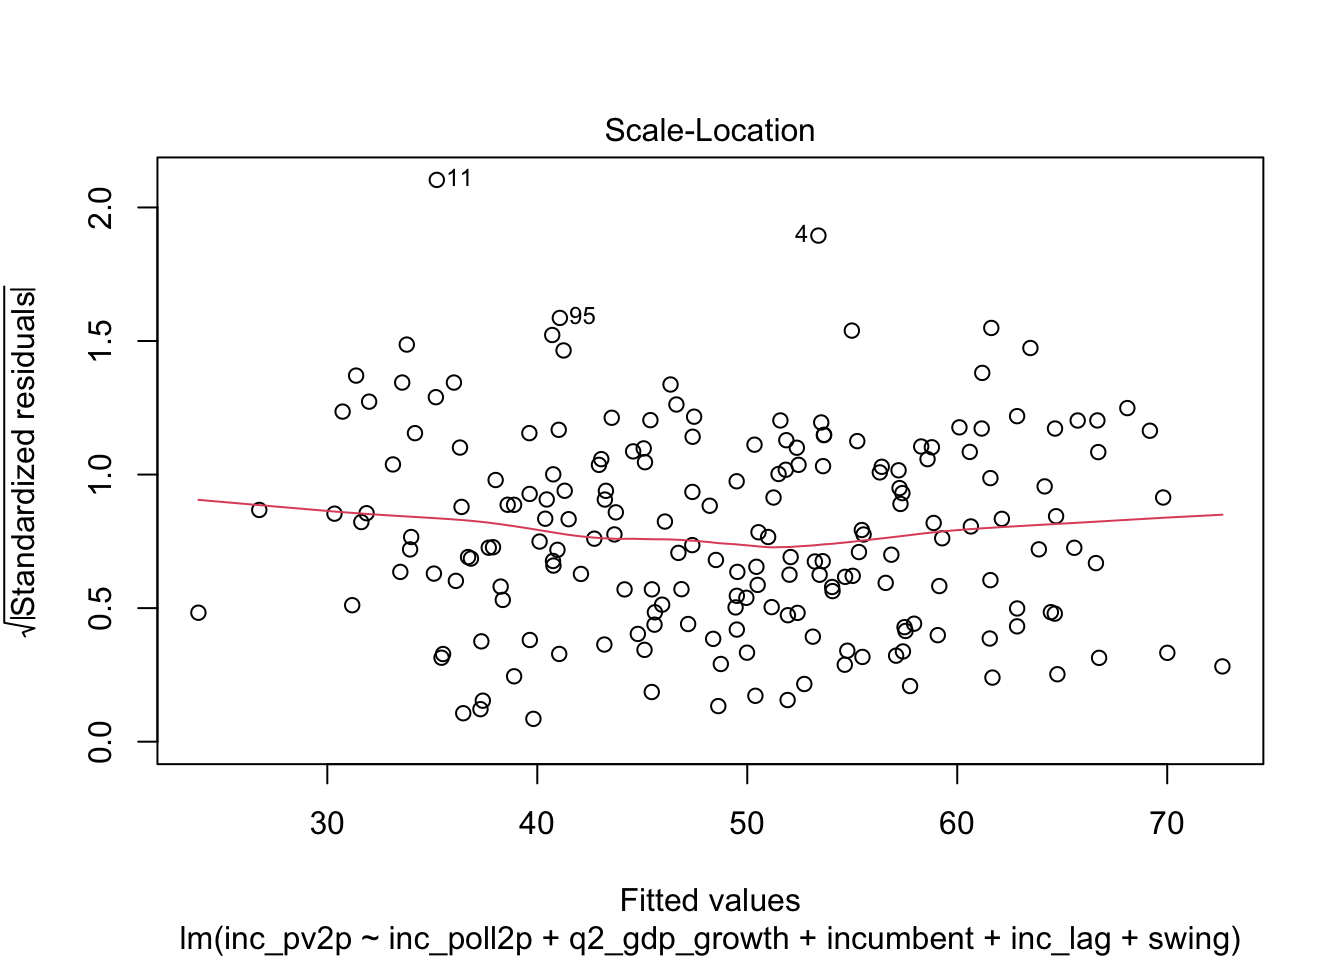 Scale-Location
√|Standardized residuals|
2.0
1.5
1.0
0.5
0.0
11
4
95
30 40 50 60 70
Fitted values
lm(inc_pv2p ~ inc_poll2p + q2_gdp_growth + incumbent + inc_lag + swing)